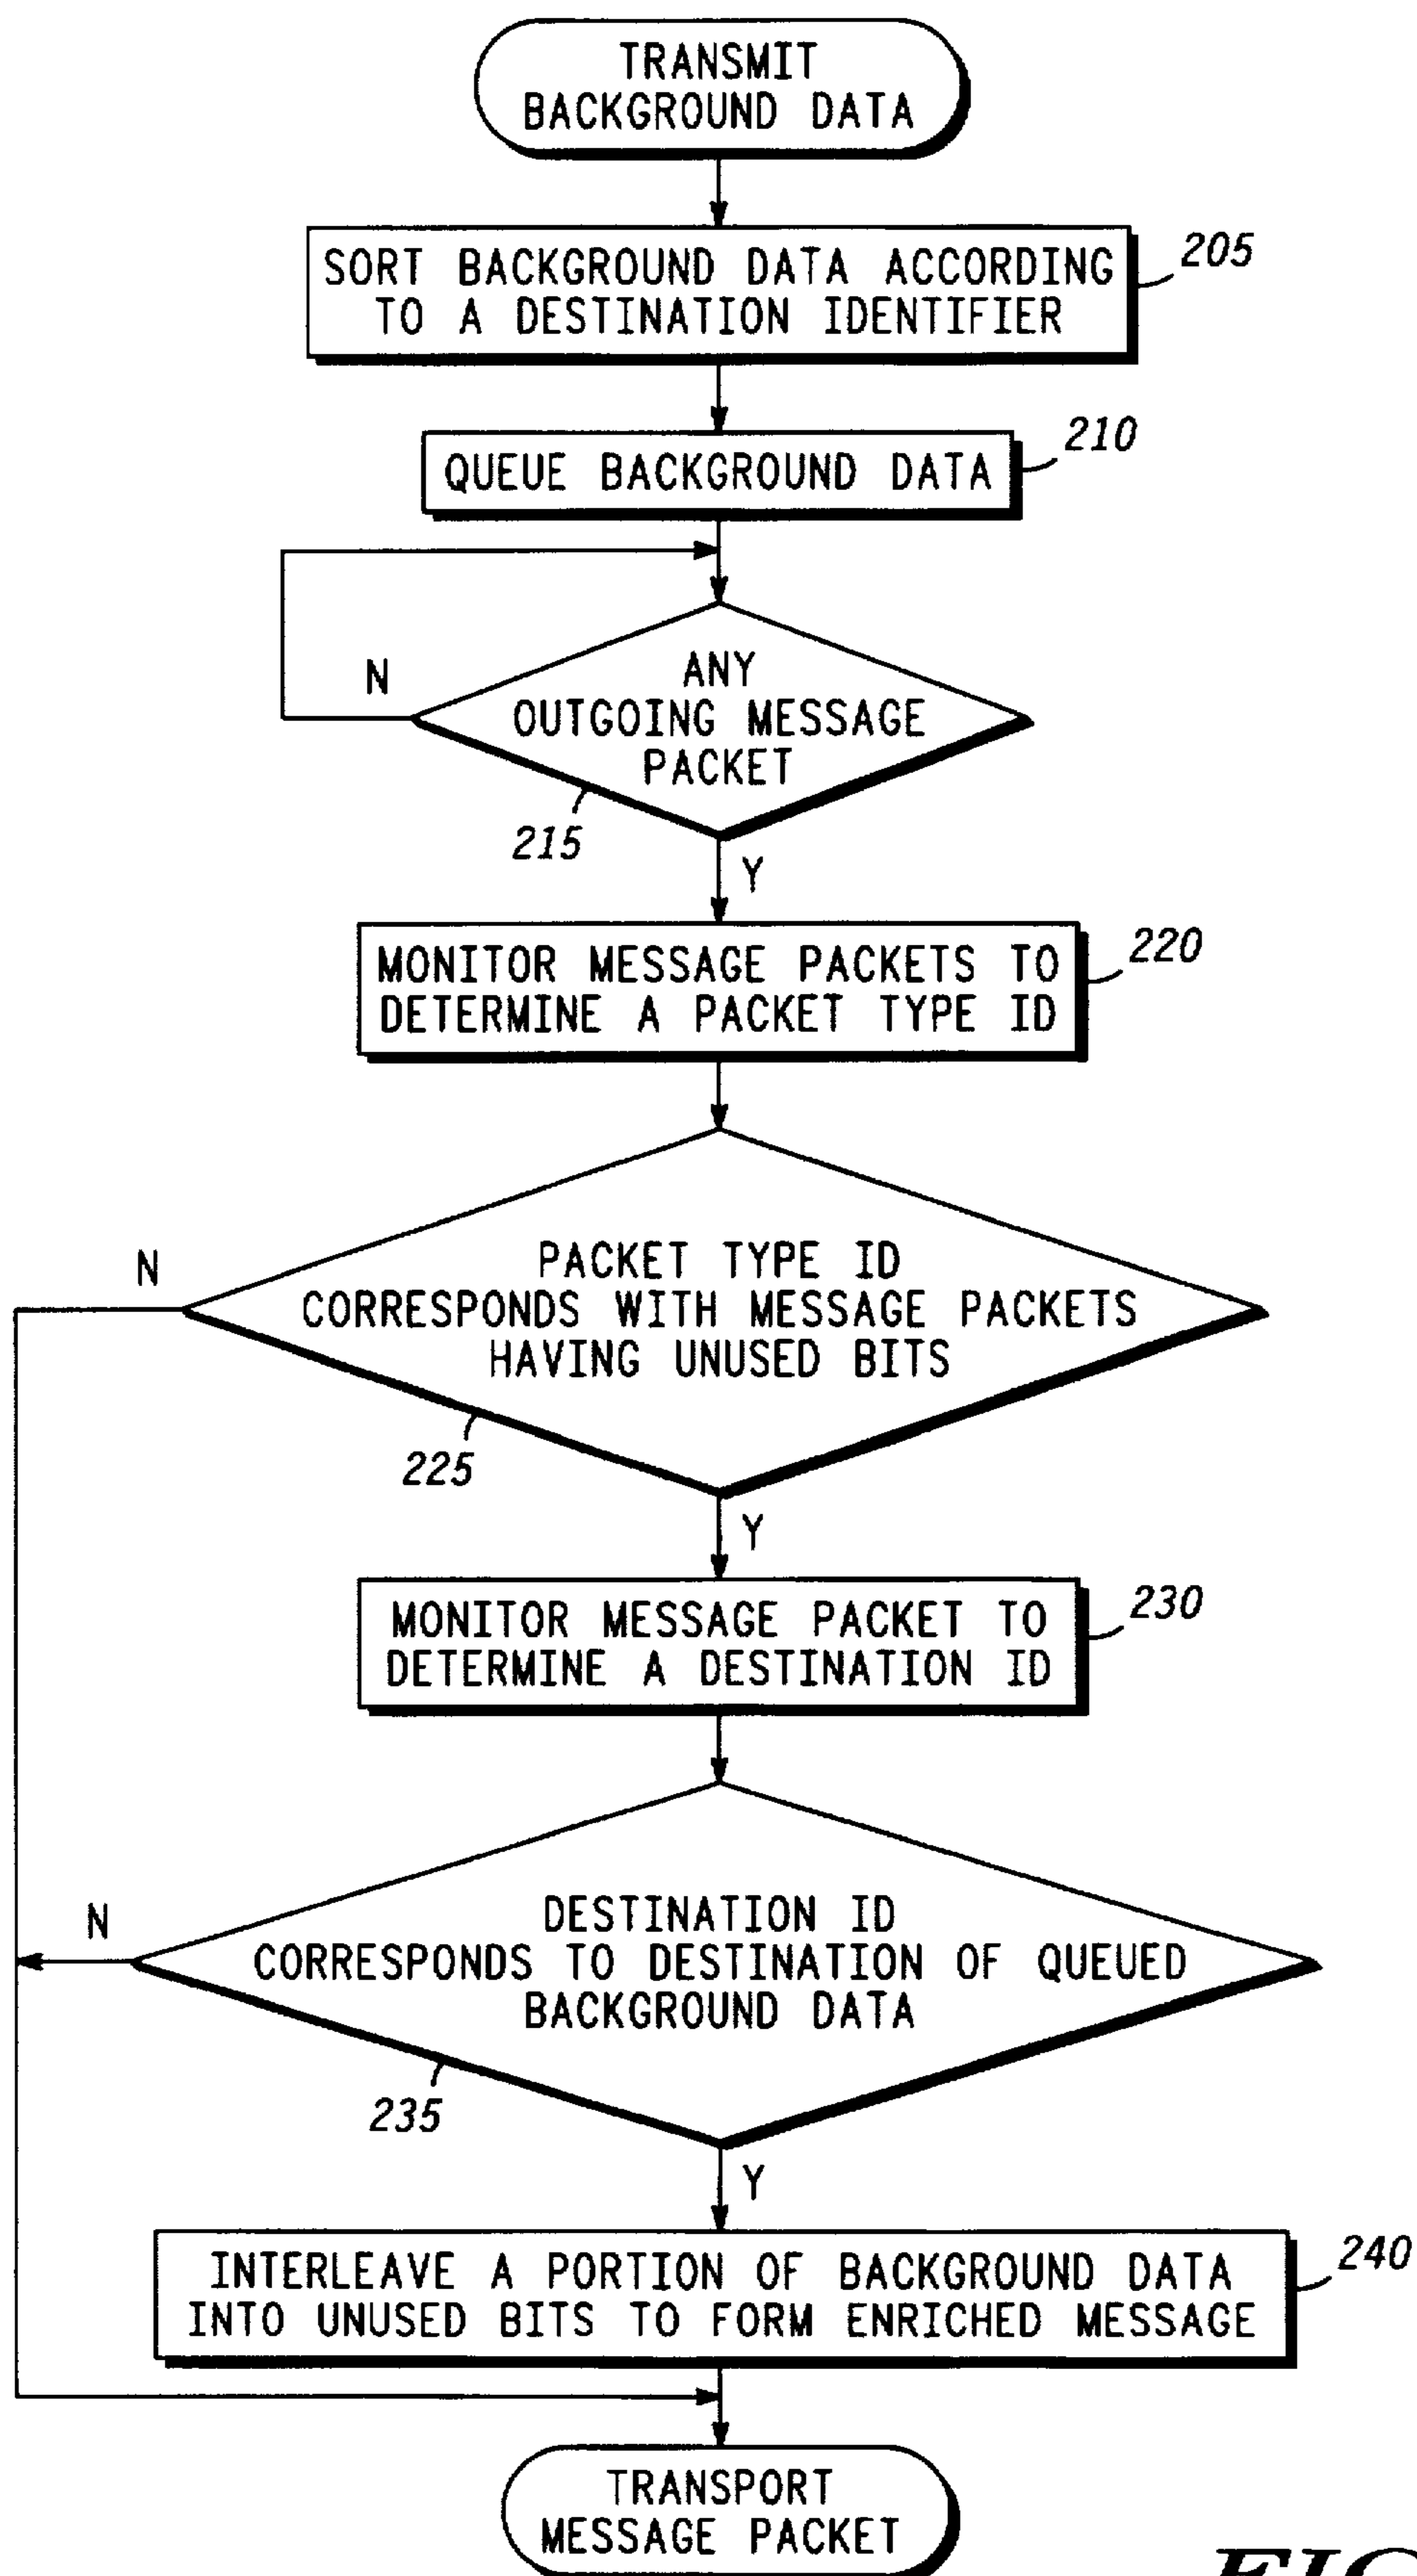 TRANSMIT
BACKGROUND DATA
SORT BACKGROUND DATA ACCORDING
TO A DESTINATION IDENTIFIER
205
QUEUE BACKGROUND DATA
210
N
ANY
OUTGOING MESSAGE
PACKET
215
Y
MONITOR MESSAGE PACKETS TO
DETERMINE A PACKET TYPE ID
220
N
PACKET TYPE ID
CORRESPONDS WITH MESSAGE PACKETS
HAVING UNUSED BITS
225
Y
MONITOR MESSAGE PACKET TO
DETERMINE A DESTINATION ID
230
N
DESTINATION ID
CORRESPONDS TO DESTINATION OF QUEUED
BACKGROUND DATA
235
Y
INTERLEAVE A PORTION OF BACKGROUND DATA
INTO UNUSED BITS TO FORM ENRICHED MESSAGE
240
TRANSPORT
MESSAGE PACKET